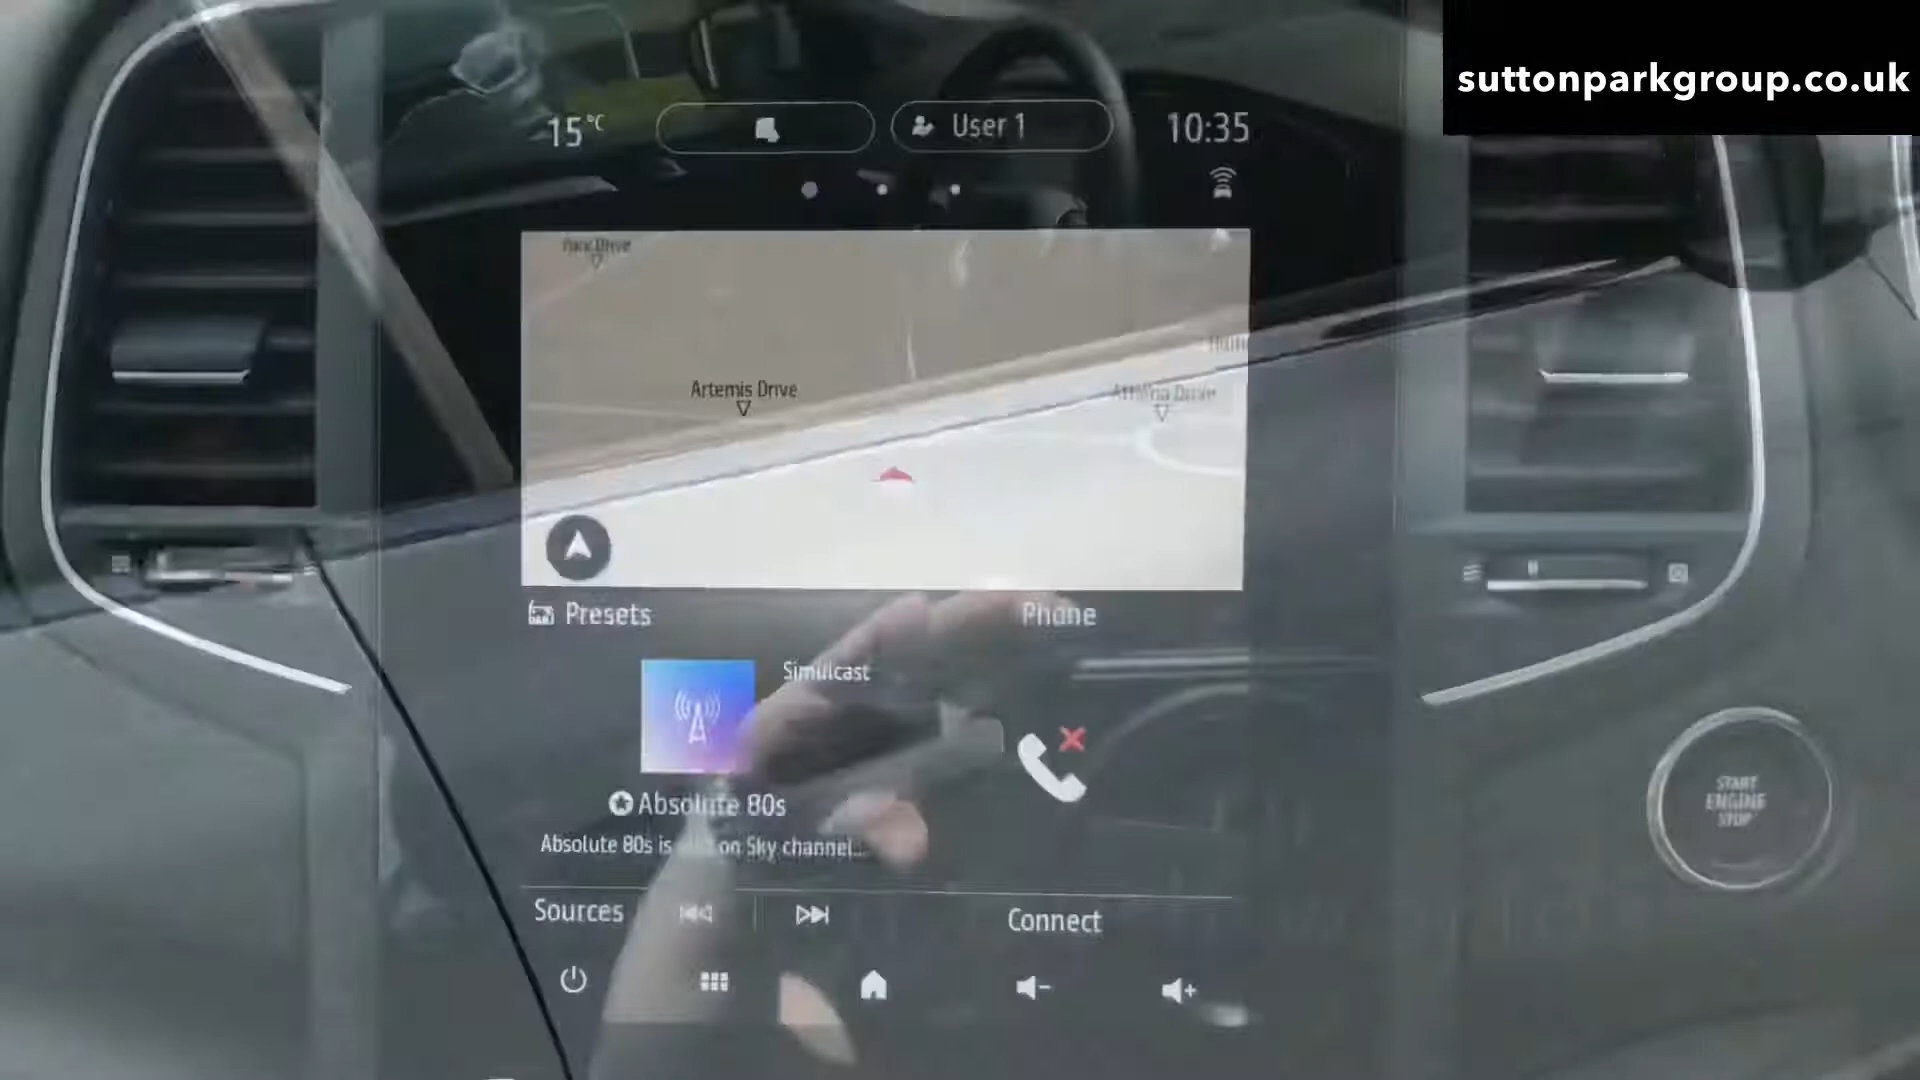 suttonparkgroup.co.uk
15°C
User 1
10:35
Park Drive
Artemis Drive
Presets
Phone
Simulcast
Absolute 80s
Absolute 80s is on Sky channel...
Sources
Connect
START
ENGINE
STOP